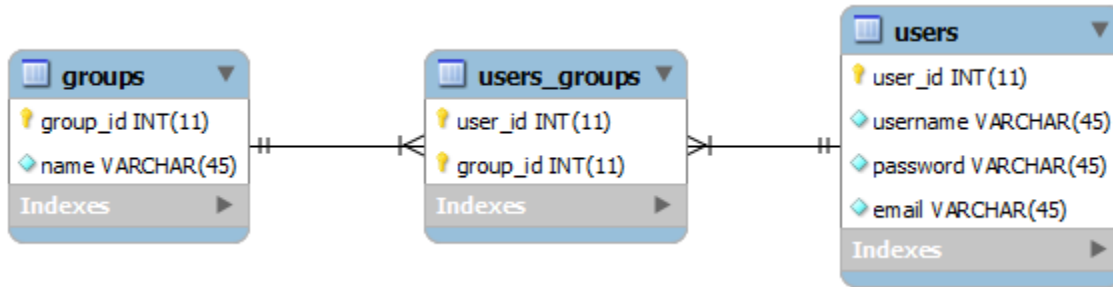 groups
group_id INT(11)
name VARCHAR(45)
Indexes
users_groups
user_id INT(11)
group_id INT(11)
Indexes
users
user_id INT(11)
username VARCHAR(45)
password VARCHAR(45)
email VARCHAR(45)
Indexes